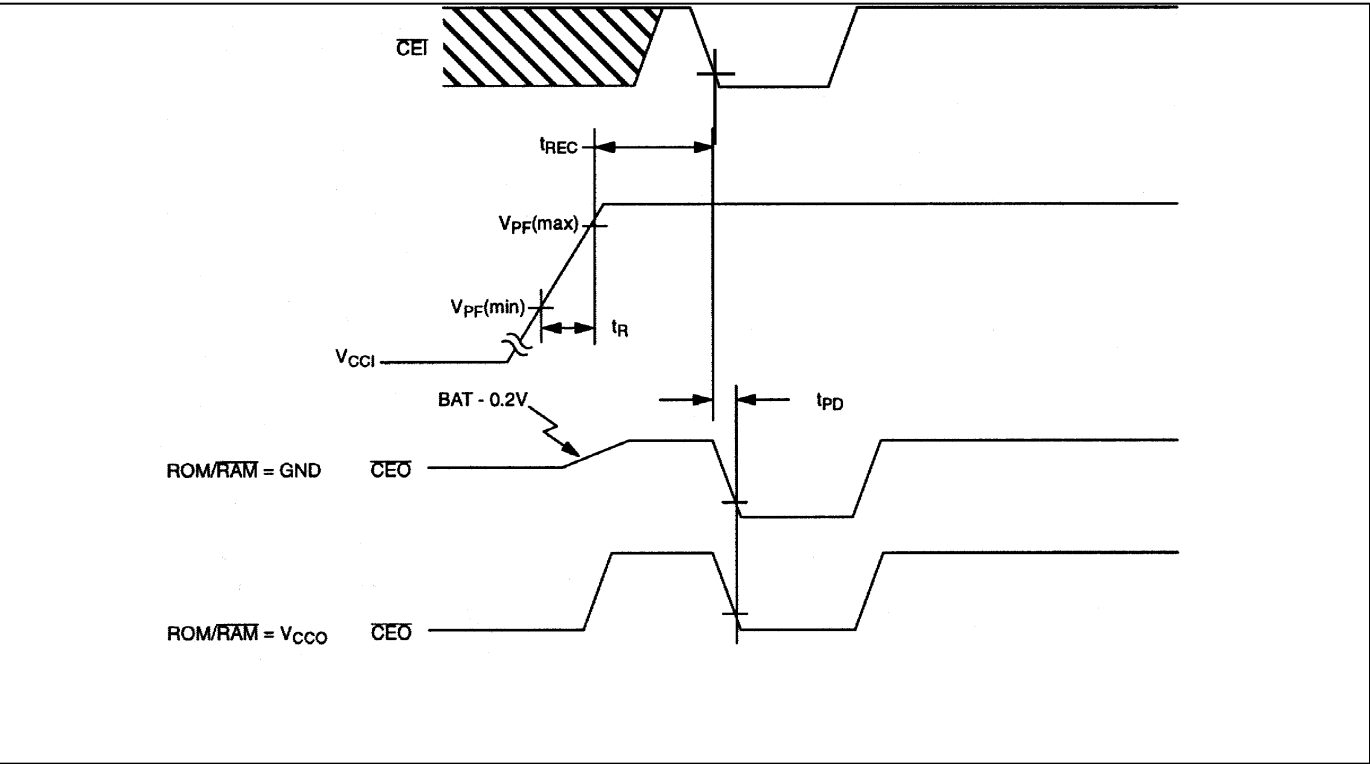 CEI
tREC
VPF(max)
VPF(min)
tR
VCCI
BAT - 0.2V
tPD
ROM/RAM = GND CEO
ROM/RAM = VCCO CEO